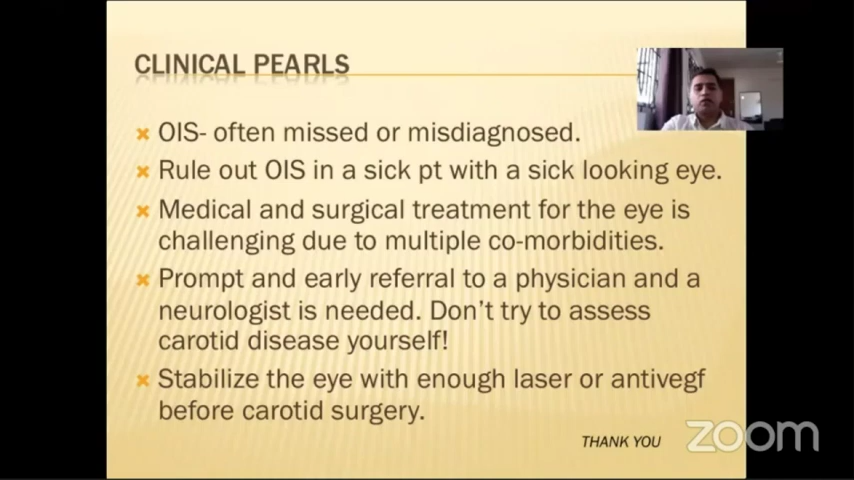 CLINICAL PEARLS
OIS- often missed or misdiagnosed.
Rule out OIS in a sick pt with a sick looking eye.
Medical and surgical treatment for the eye is
challenging due to multiple co-morbidities.
Prompt and early referral to a physician and a
neurologist is needed. Don't try to assess
carotid disease yourself!
Stabilize the eye with enough laser or antivegf
before carotid surgery.
THANK YOU
zoom